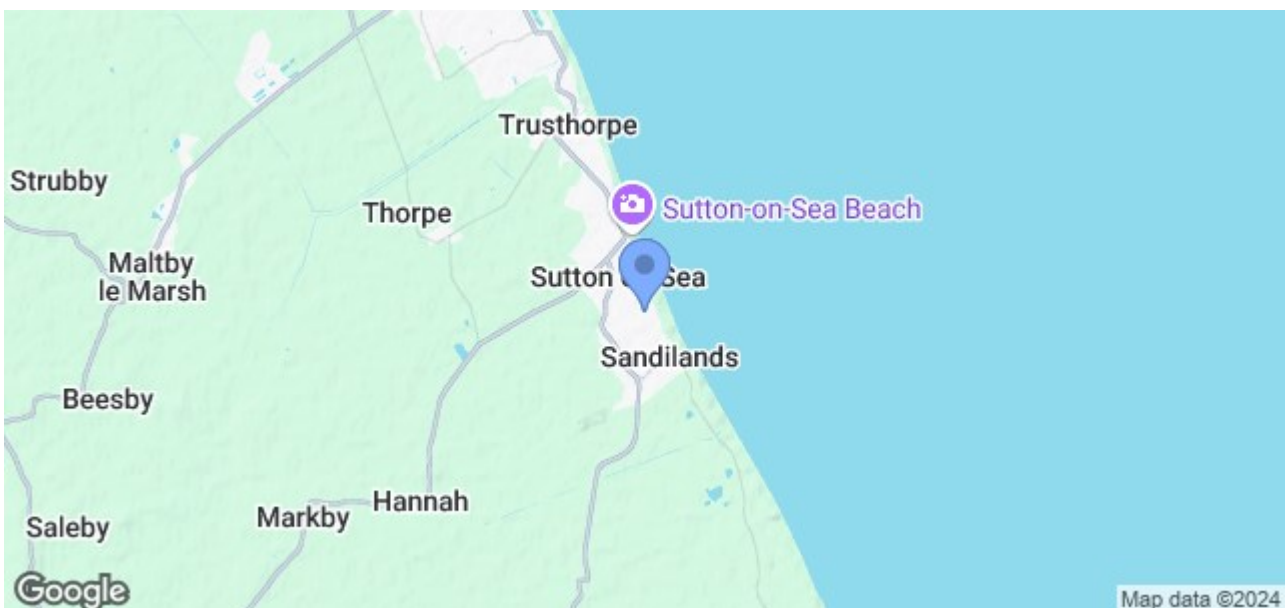 Trusthorpe
Strubby
Thorpe
Sutton-on-Sea Beach
Maltby
le Marsh
Sutton on Sea
Sandilands
Beesby
Hannah
Markby
Saleby
Google
Map data ©2024